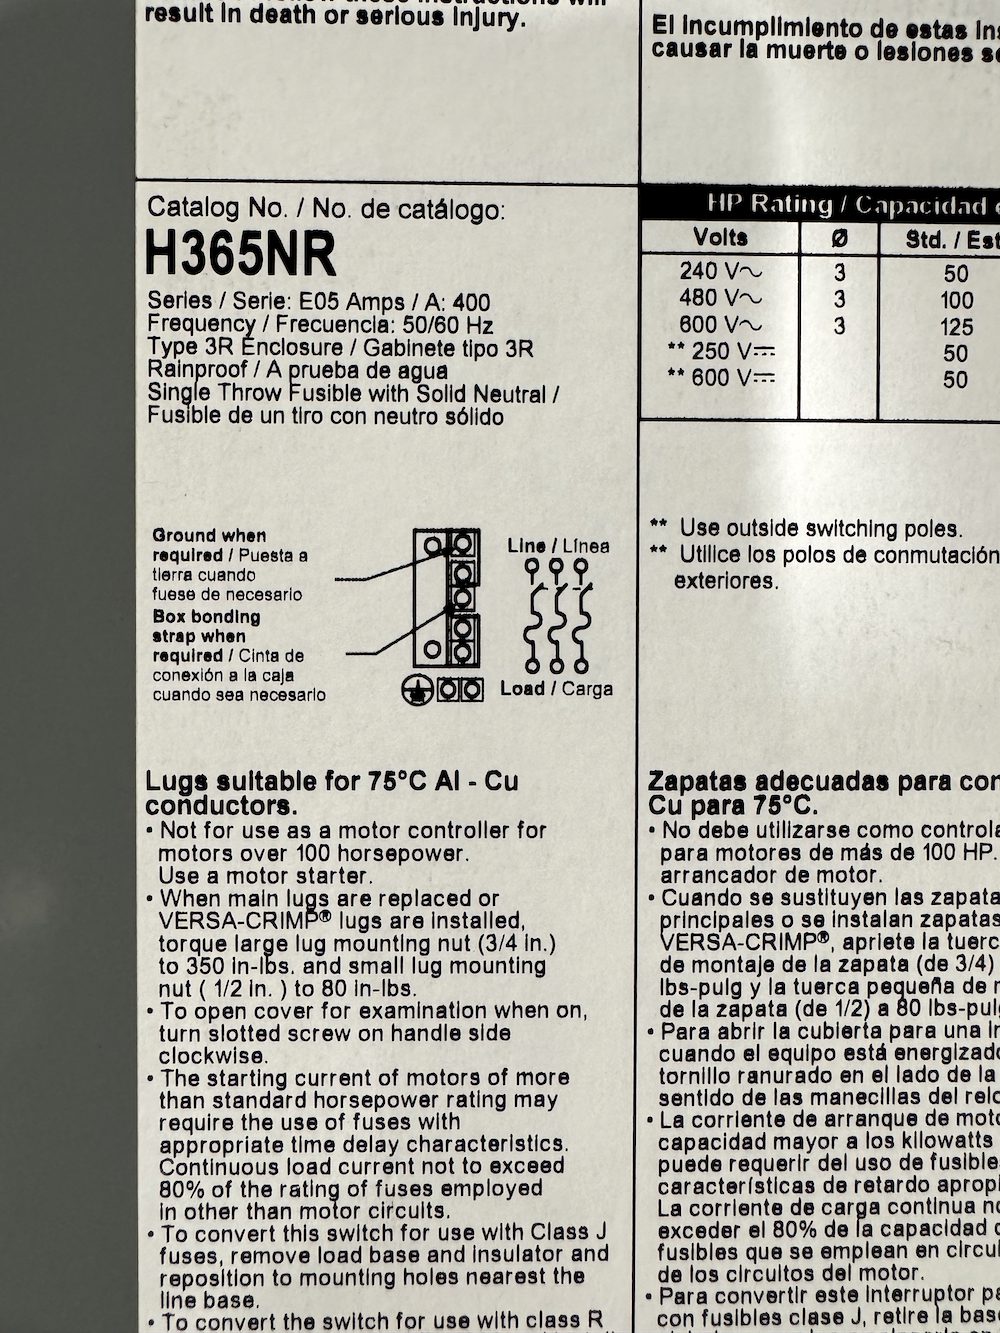 result in death or serious injury.
Catalog No. / No. de catálogo:
H365NR
Series / Serie: E05 Amps / A: 400
Frequency / Frecuencia: 50/60 Hz
Type 3R Enclosure / Gabinete tipo 3R
Rainproof / A prueba de agua
Single Throw Fusible with Solid Neutral /
Fusible de un tiro con neutro sólido
Ground when
required / Puesta a
tierra cuando
fuese de necesario
Box bonding
strap when
required / Cinta de
conexión a la caja
cuando sea necesario
Line / Línea
Load / Carga
Lugs suitable for 75°C Al - Cu
conductors.
• Not for use as a motor controller for
motors over 100 horsepower.
Use a motor starter.
• When main lugs are replaced or
VERSA-CRIMP® lugs are installed,
torque large lug mounting nut (3/4 in.)
to 350 in-lbs. and small lug mounting
nut ( 1/2 in. ) to 80 in-lbs.
• To open cover for examination when on,
turn slotted screw on handle side
clockwise.
• The starting current of motors of more
than standard horsepower rating may
require the use of fuses with
appropriate time delay characteristics.
Continuous load current not to exceed
80% of the rating of fuses employed
in other than motor circuits.
• To convert this switch for use with Class J
fuses, remove load base and insulator and
reposition to mounting holes nearest the
line base.
• To convert the switch for use with class R
El incumplimiento de estas
causar la muerte o lesiones
HP Rating / Capacidad
Volts Ø Std. / Est
240 V~ 3 50
480 V~ 3 100
600 V~ 3 125
** 250 V⎓ 50
** 600 V⎓ 50
** Use outside switching poles.
** Utilice los polos de conmutación
exteriores.
Zapatas adecuadas para
Cu para 75°C.
• No debe utilizarse como
para motores de más de 100 HP.
arrancador de motor.
• Cuando se sustituyen las
principales o se instalan zapatas
VERSA-CRIMP®, apriete la
de montaje de la zapata (de 3/4)
lbs-pulg y la tuerca pequeña de
de la zapata (de 1/2) a 80
• Para abrir la cubierta para una
cuando el equipo está
tornillo ranurado en el lado de la
sentido de las manecillas del
• La corriente de arranque de
capacidad mayor a los kilowatts
puede requerir del uso de
características de retardo
La corriente de carga continua
exceder el 80% de la capacidad
fusibles que se emplean en
de los circuitos del motor.
• Para convertir este interruptor
con fusibles clase J, retire la